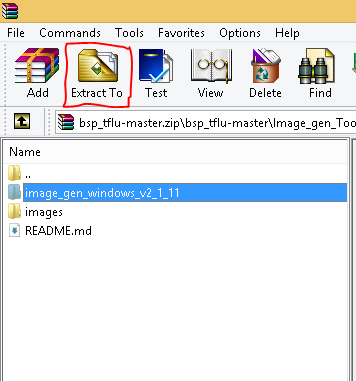 File Commands Tools Favorites Options Help
Add Extract To Test View Delete Find
bsp_tflu-master.zip\bsp_tflu-master\Image_gen_Too
Name
..
image_gen_windows_v2_1_11
images
README.md